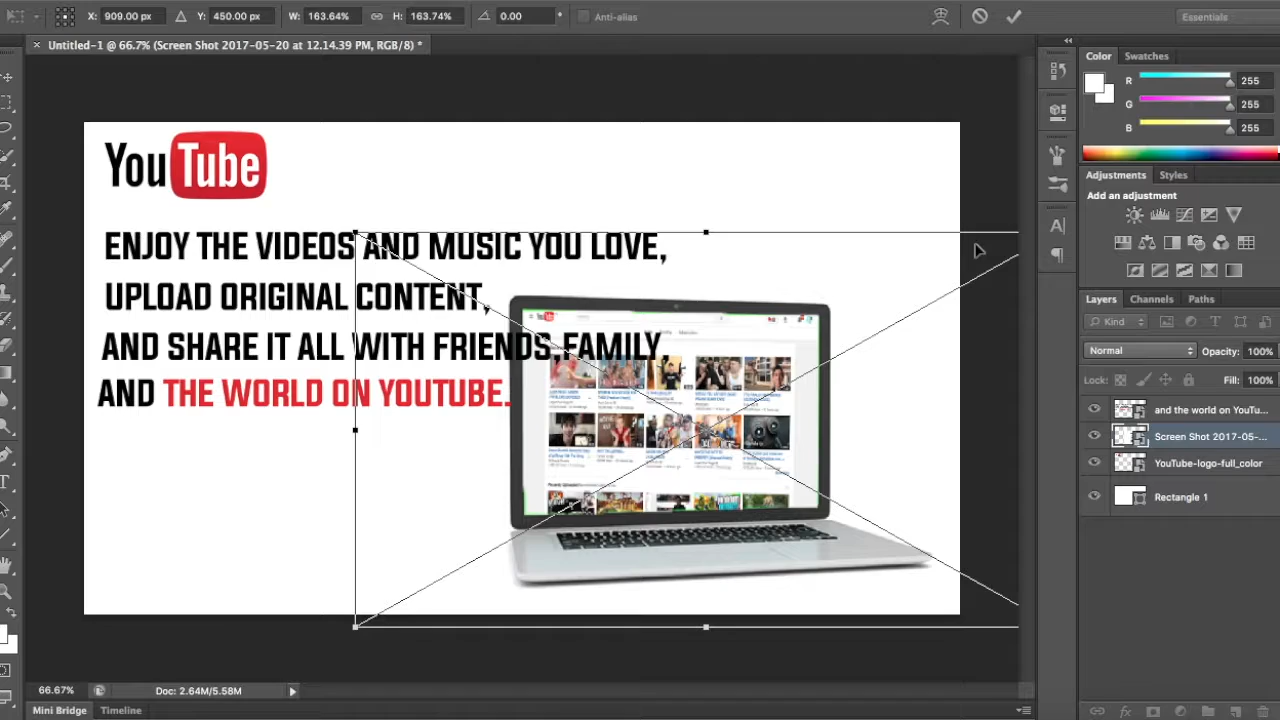 X: 909.00 px Y: 450.00 px W: 163.64% H: 163.74% 0.00 ° Anti-alias Essentials
× Untitled-1 @ 66.7% (Screen Shot 2017-05-20 at 12.14.39 PM, RGB/8) *
Color Swatches
R 255
G 255
B 255
YouTube
Adjustments Styles
Add an adjustment
ENJOY THE VIDEOS AND MUSIC YOU LOVE,
UPLOAD ORIGINAL CONTENT,
AND SHARE IT ALL WITH FRIENDS,FAMILY,
AND THE WORLD ON YOUTUBE.
Layers Channels Paths
Kind
Normal Opacity: 100%
Lock: Fill: 100%
and the world on YouTu...
Screen Shot 2017-05-...
YouTube-logo-full_color
Rectangle 1
66.67% Doc: 2.64M/5.58M
Mini Bridge Timeline